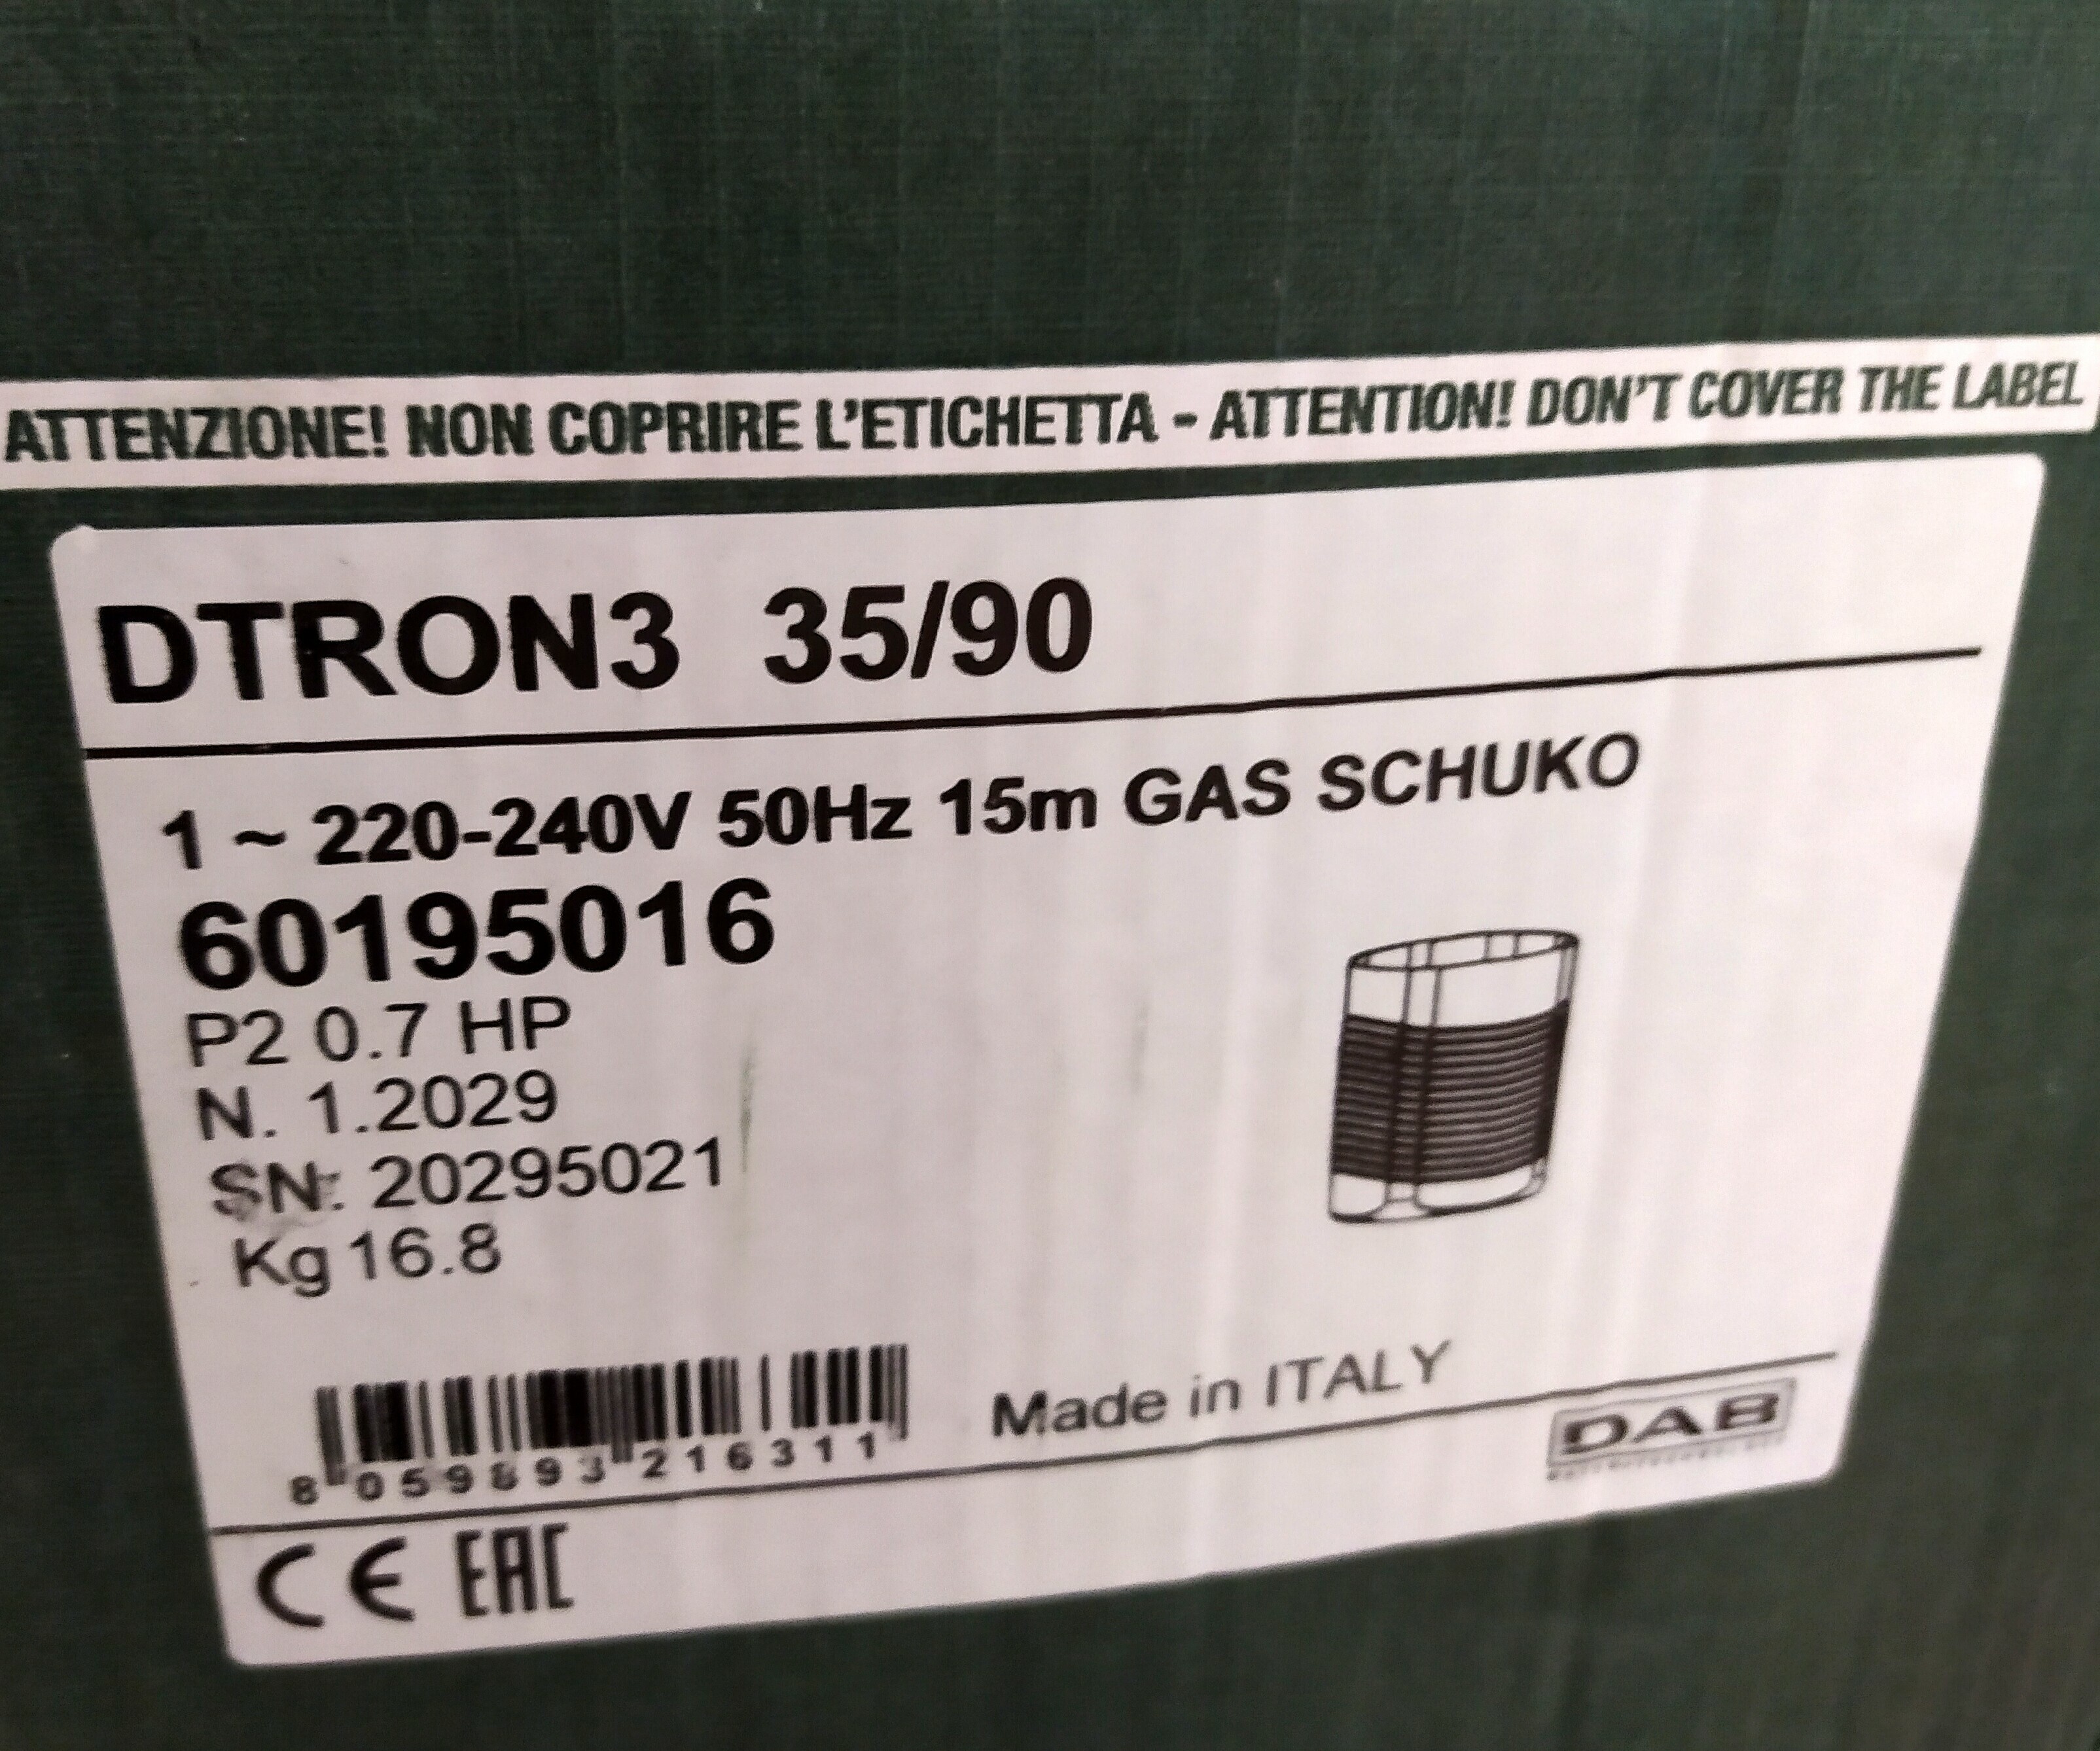 ATTENZIONE! NON COPRIRE L'ETICHETTA - ATTENTION! DON'T COVER THE LABEL
DTRON3 35/90
1 ~ 220-240V 50Hz 15m GAS SCHUKO
60195016
P2 0.7 HP
N. 1.2029
SN: 20295021
Kg 16.8
8 059893 216311
Made in ITALY
DAB
CE EAC